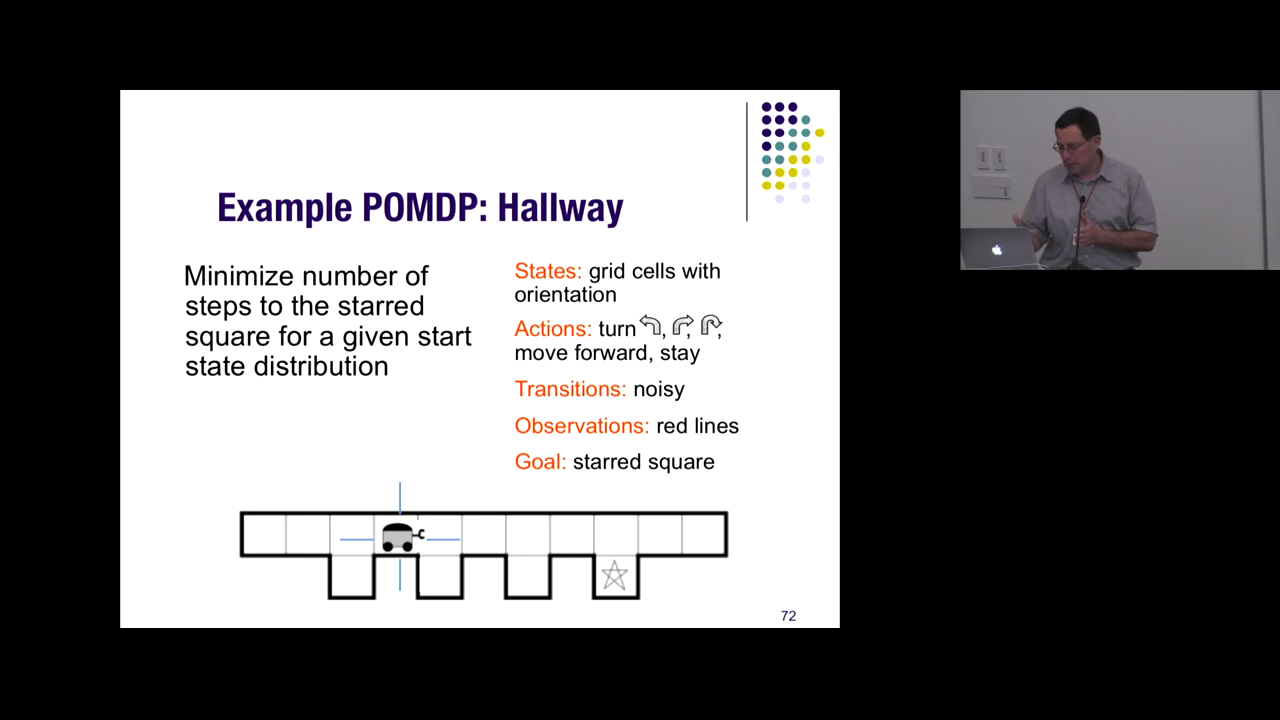 Example POMDP: Hallway
Minimize number of
steps to the starred
square for a given start
state distribution
States: grid cells with
orientation
Actions: turn , , ,
move forward, stay
Transitions: noisy
Observations: red lines
Goal: starred square
72